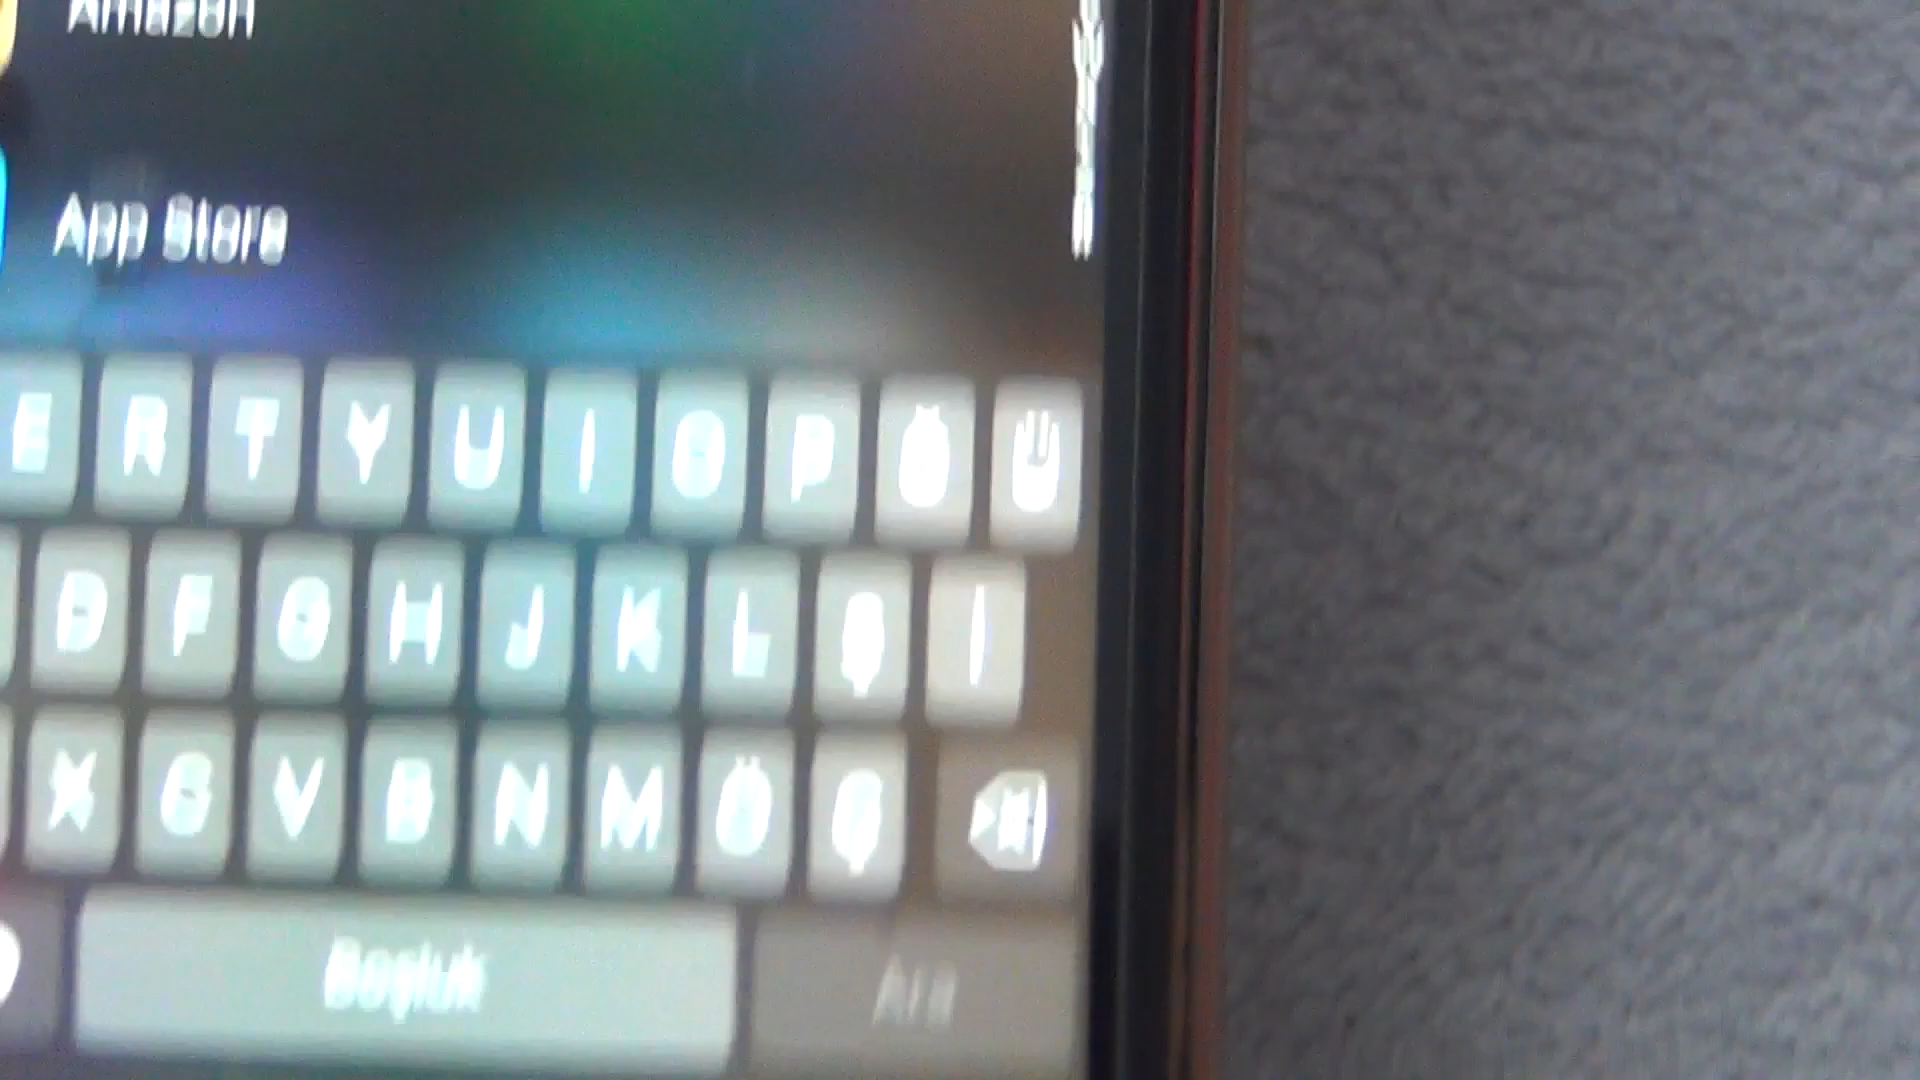 Amazon
App Store
E R T Y U I O P Ğ Ü
D F G H J K L Ş İ
X C V B N M Ö Ç
Boşluk Ara